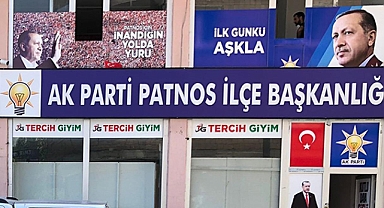 İNANDIĞIN
YOLDA
YÜRÜ
İLK GÜNKÜ
AŞKLA
AK PARTİ PATNOS İLÇE BAŞKANLIĞ
TERCİH GİYİM
TERCİH GİYİM
TERCİH GİYİM
AK PARTİ